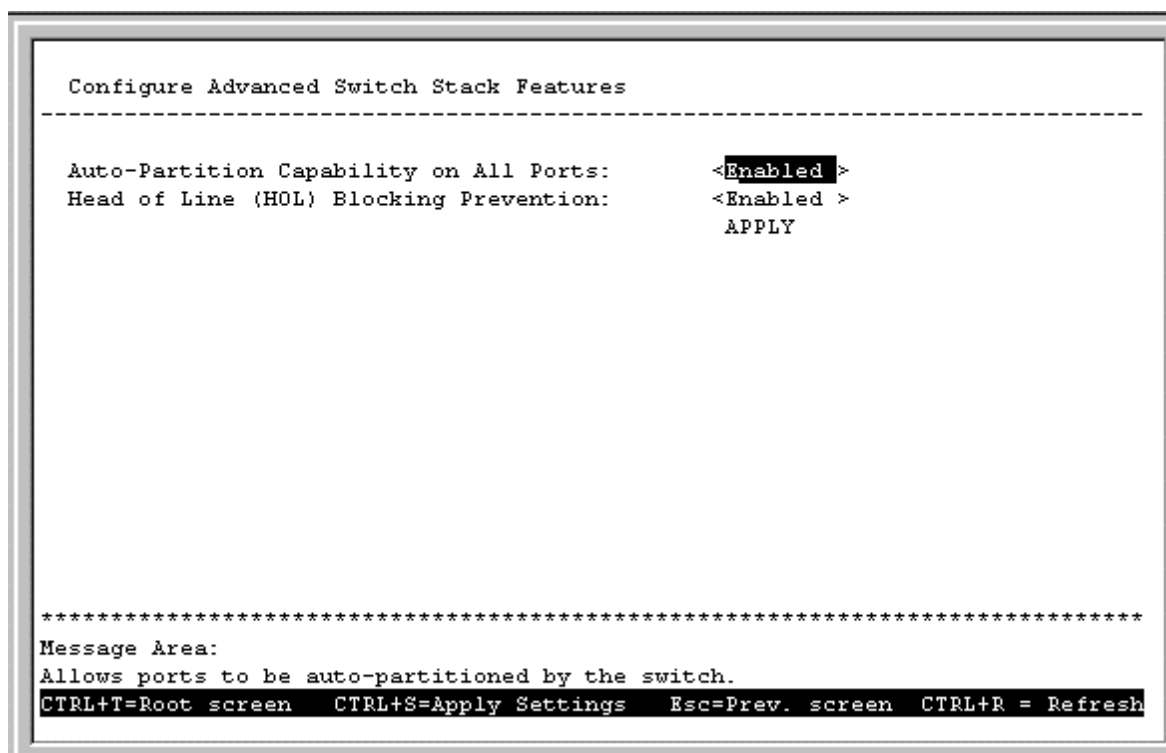 Configure Advanced Switch Stack Features
-------------------------------------------------------------------------------
Auto-Partition Capability on All Ports: <Enabled >
Head of Line (HOL) Blocking Prevention: <Enabled >
APPLY
*******************************************************************************
Message Area:
Allows ports to be auto-partitioned by the switch.
CTRL+T=Root screen CTRL+S=Apply Settings Esc=Prev. screen CTRL+R = Refresh